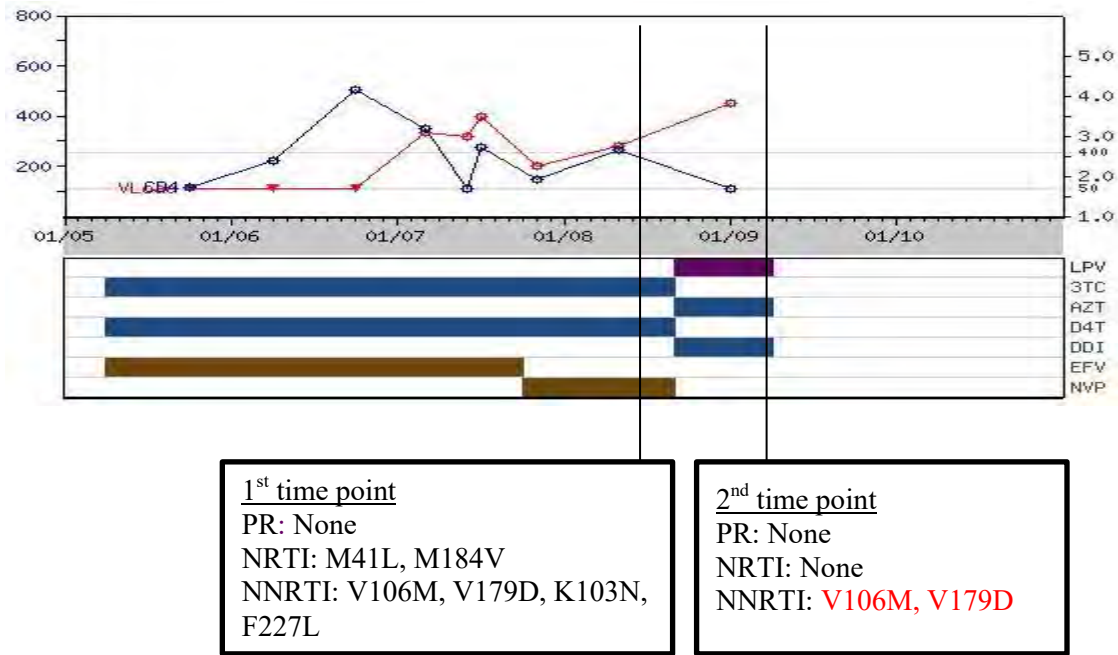 800
600
400
200
5.0
4.0
3.0
400
2.0
50
1.0
CD4
01/05 01/06 01/07 01/08 01/09 01/10
LPV
3TC
AZT
D4T
DDI
EFV
NVP
1st time point
PR: None
NRTI: M41L, M184V
NNRTI: V106M, V179D, K103N,
F227L
2nd time point
PR: None
NRTI: None
NNRTI: V106M, V179D